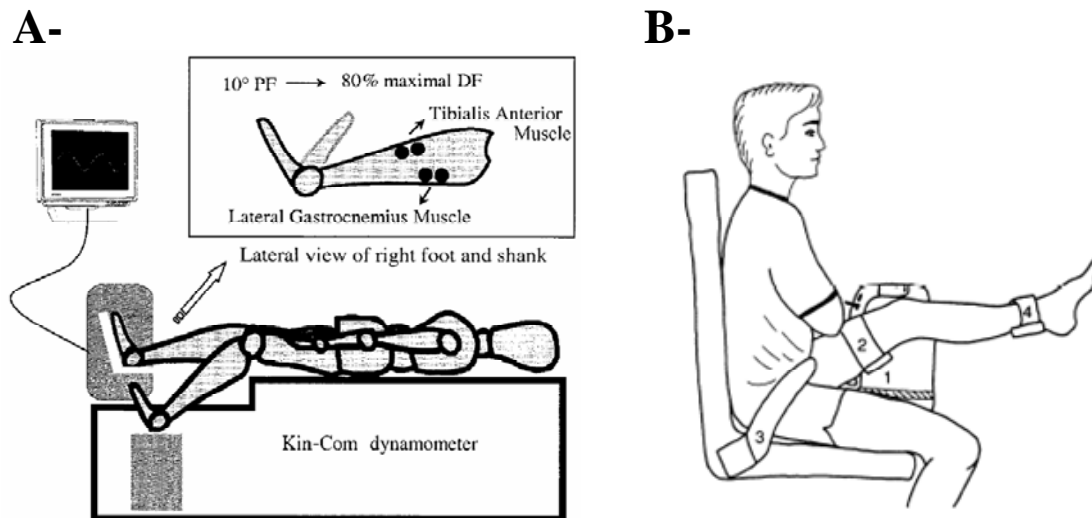 A-
10° PF → 80% maximal DF
Tibialis Anterior
Muscle
Lateral Gastrocnemius Muscle
Lateral view of right foot and shank
Kin-Com dynamometer
B-
4
2
1
3